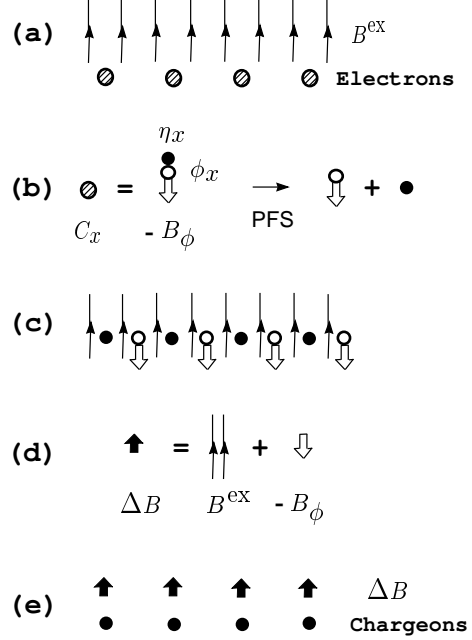 (a) B^ex
Electrons
η_x
(b) = ϕ_x + 
PFS
C_x - B_ϕ
(c)
(d) = +
ΔB B^ex - B_ϕ
(e) ΔB
Chargeons